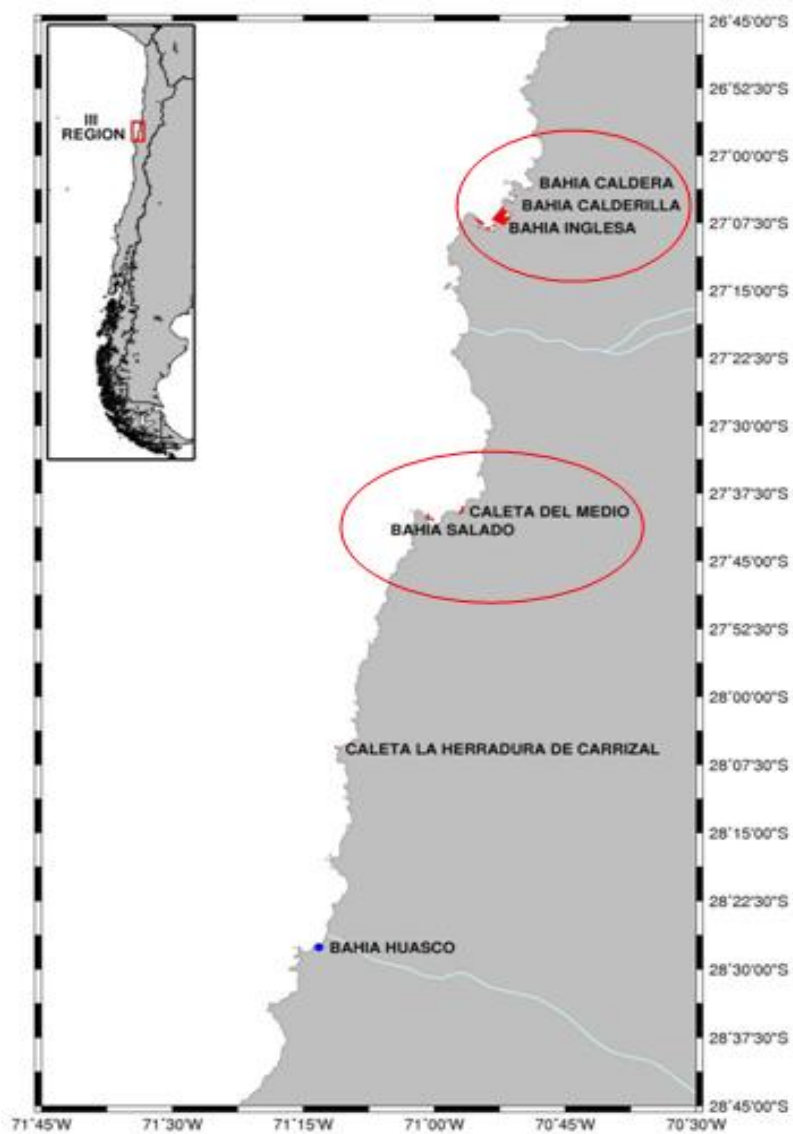 III
REGION
26˚45'00"S
26˚52'30"S
27˚00'00"S
BAHIA CALDERA
BAHIA CALDERILLA
BAHIA INGLESA
27˚07'30"S
27˚15'00"S
27˚22'30"S
27˚30'00"S
27˚37'30"S
CALETA DEL MEDIO
BAHIA SALADO
27˚45'00"S
27˚52'30"S
28˚00'00"S
CALETA LA HERRADURA DE CARRIZAL
28˚07'30"S
28˚15'00"S
28˚22'30"S
BAHIA HUASCO
28˚30'00"S
28˚37'30"S
28˚45'00"S
71˚45'W 71˚30'W 71˚15'W 71˚00'W 70˚45'W 70˚30'W